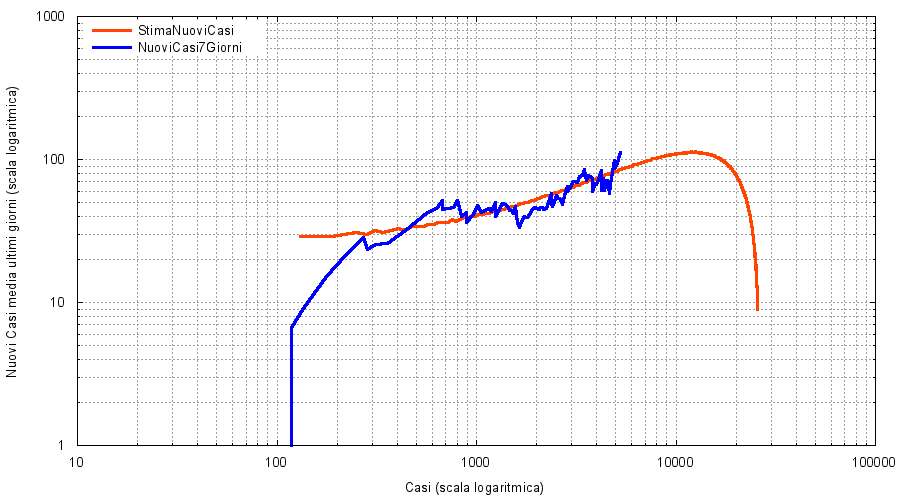 1000
StimaNuoviCasi
NuoviCasi7Giorni
100
10
1
Nuovi Casi media ultimi giorni (scala logaritmica)
10 100 1000 10000 100000
Casi (scala logaritmica)